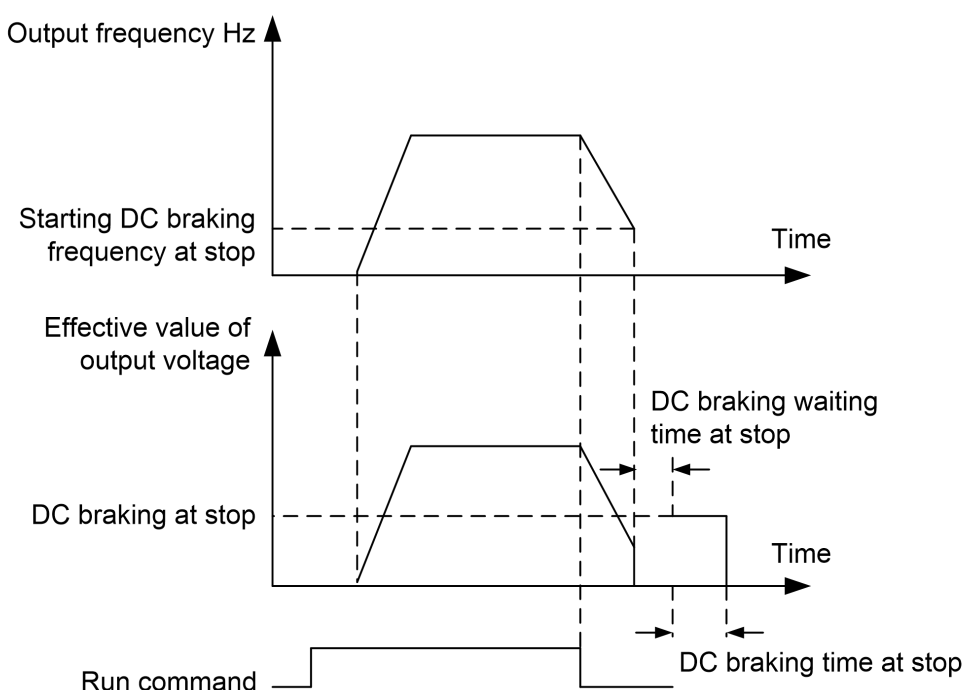 Output frequency Hz
Starting DC braking
frequency at stop
Time
Effective value of
output voltage
DC braking waiting
time at stop
DC braking at stop
Time
DC braking time at stop
Run command